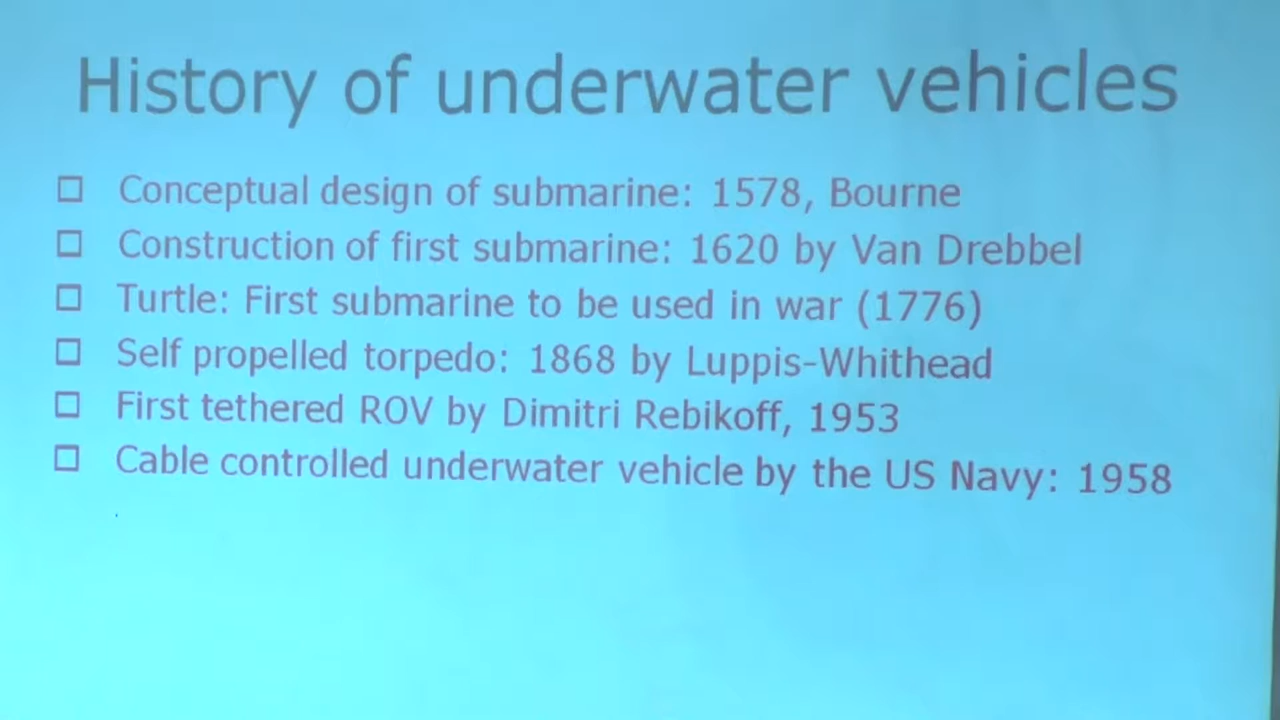 History of underwater vehicles
Conceptual design of submarine: 1578, Bourne
Construction of first submarine: 1620 by Van Drebbel
Turtle: First submarine to be used in war (1776)
Self propelled torpedo: 1868 by Luppis-Whithead
First tethered ROV by Dimitri Rebikoff, 1953
Cable controlled underwater vehicle by the US Navy: 1958